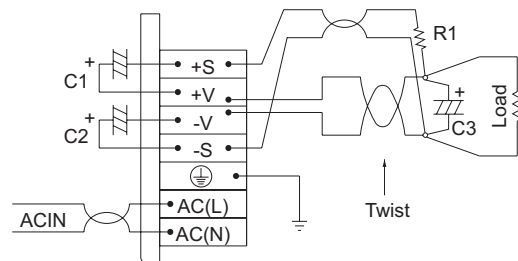 +
C1
+
C2
+S
+V
-V
-S
AC(L)
AC(N)
ACIN
R1
+
C3
Load
Twist